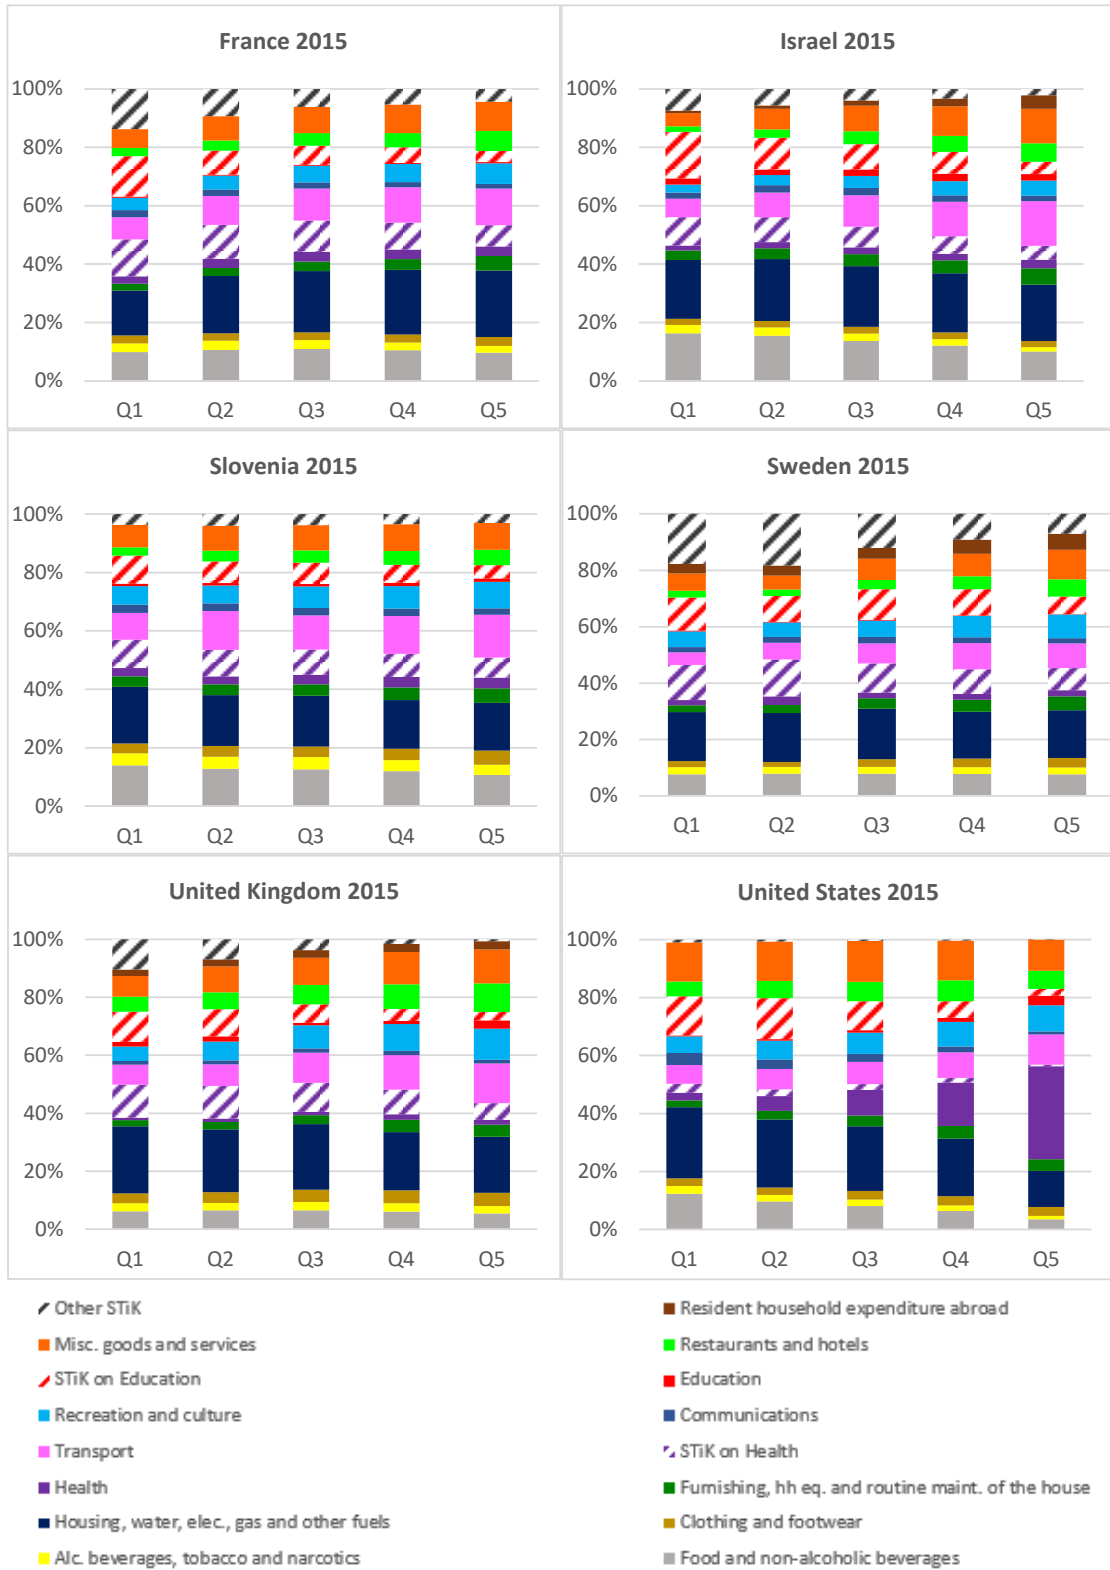 France 2015
100%
80%
60%
40%
20%
0%
Q1 Q2 Q3 Q4 Q5
Israel 2015
100%
80%
60%
40%
20%
0%
Q1 Q2 Q3 Q4 Q5
Slovenia 2015
100%
80%
60%
40%
20%
0%
Q1 Q2 Q3 Q4 Q5
Sweden 2015
100%
80%
60%
40%
20%
0%
Q1 Q2 Q3 Q4 Q5
United Kingdom 2015
100%
80%
60%
40%
20%
0%
Q1 Q2 Q3 Q4 Q5
United States 2015
100%
80%
60%
40%
20%
0%
Q1 Q2 Q3 Q4 Q5
Other STiK
Resident household expenditure abroad
Misc. goods and services
Restaurants and hotels
STiK on Education
Education
Recreation and culture
Communications
Transport
STiK on Health
Health
Furnishing, hh eq. and routine maint. of the house
Housing, water, elec., gas and other fuels
Clothing and footwear
Alc. beverages, tobacco and narcotics
Food and non-alcoholic beverages